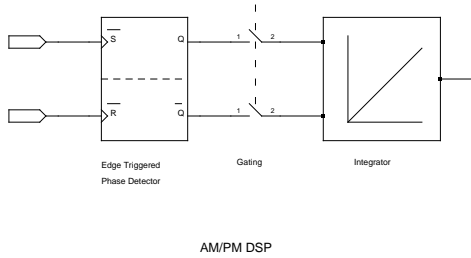 S
Q
1
2
R
Q
1
2
Edge Triggered
Phase Detector
Gating
Integrator
AM/PM DSP